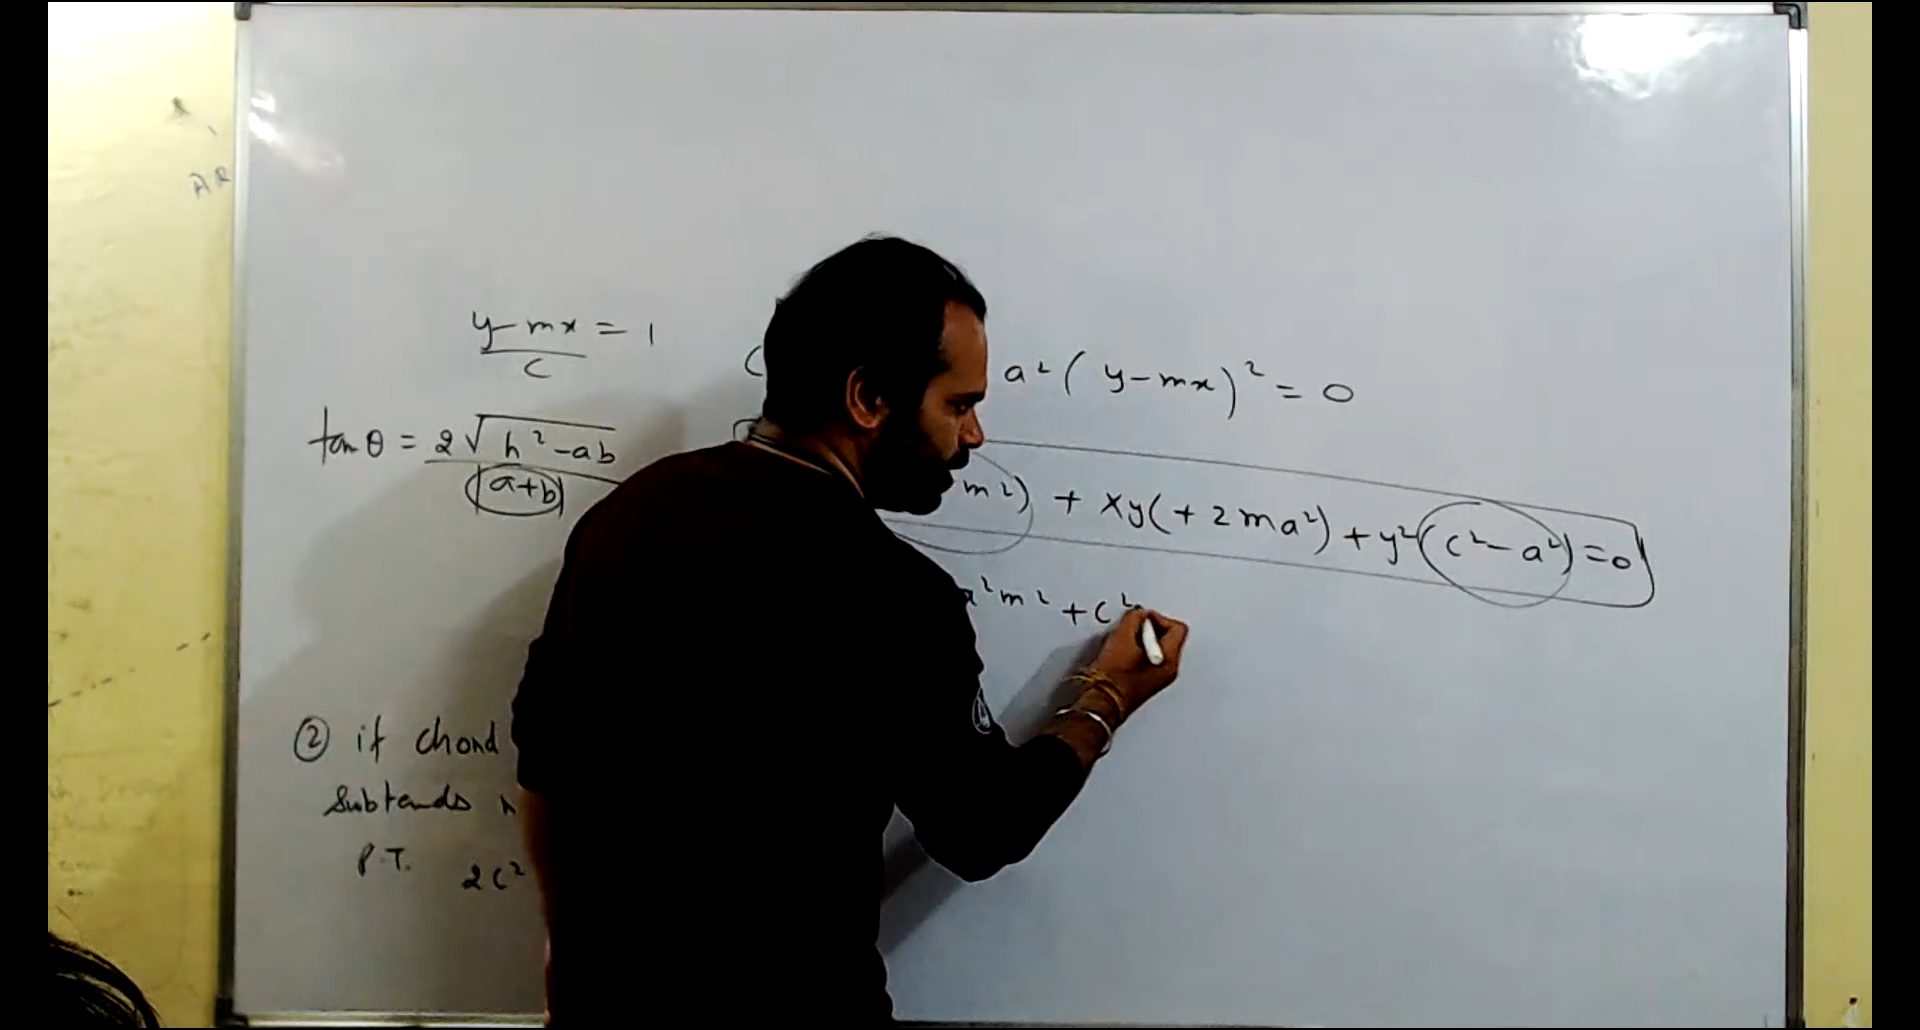 AR
y-mx = 1
c
( a² ( y-mx)² = 0
tan θ = 2√h²-ab
|a+b|
m²) + xy(+2ma²) + y²(c²-a²) = 0
a²m² + c²
② if chord
subtends
P.T. 2c²